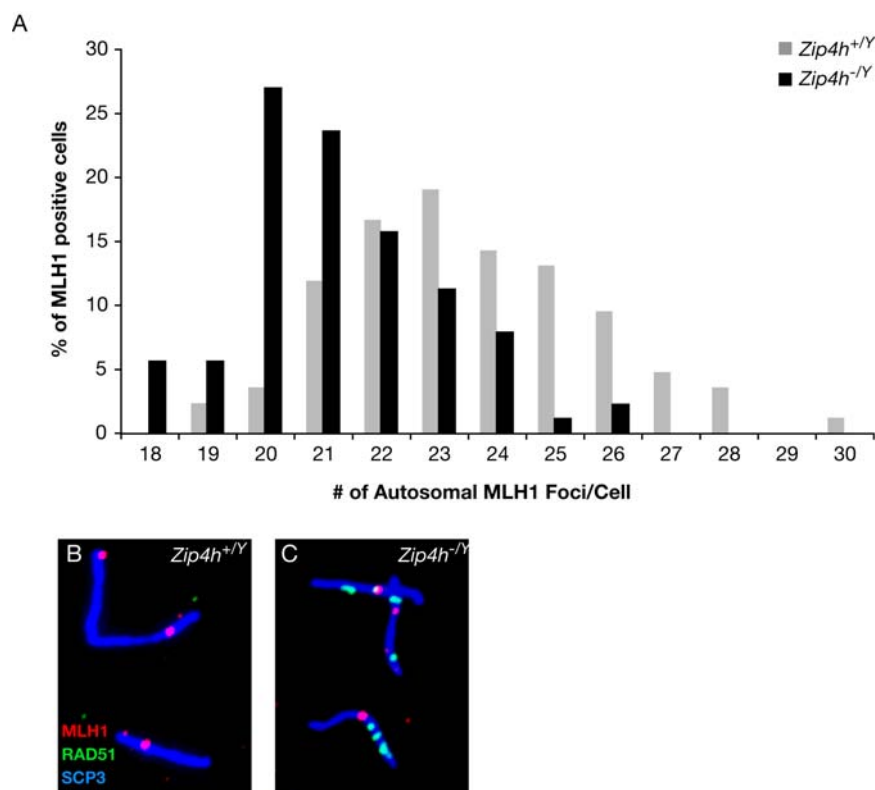 A
Zip4h+/Y
Zip4h-/Y
% of MLH1 positive cells
30
25
20
15
10
5
0
18 19 20 21 22 23 24 25 26 27 28 29 30
# of Autosomal MLH1 Foci/Cell
B Zip4h+/Y
MLH1
RAD51
SCP3
C Zip4h-/Y